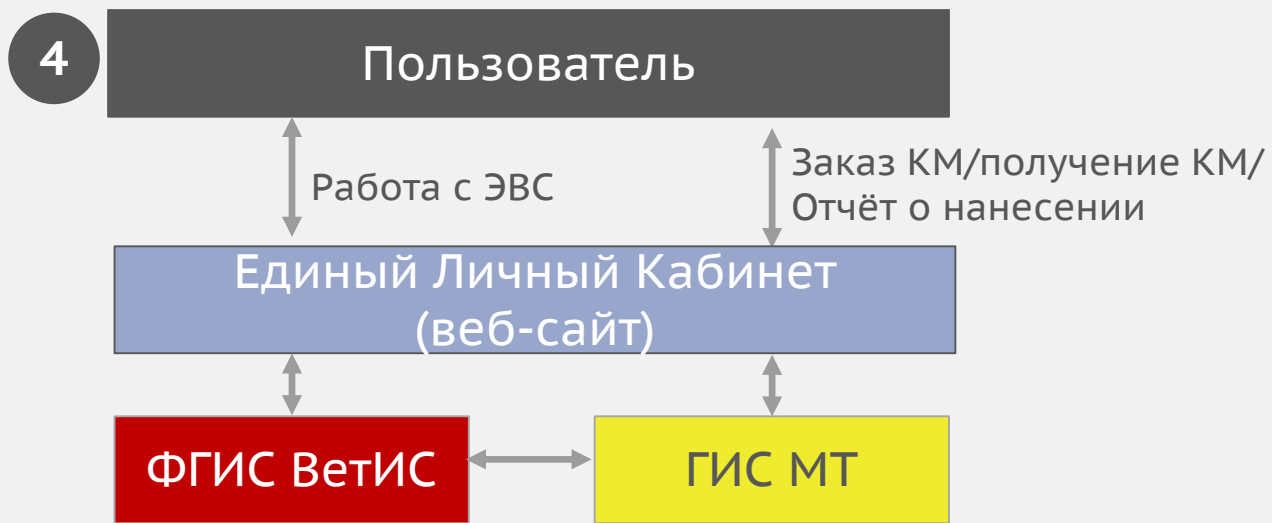 4
Пользователь
Работа с ЭВС
Заказ КМ/получение КМ/
Отчёт о нанесении
Единый Личный Кабинет
(веб-сайт)
ФГИС ВетИС
ГИС МТ